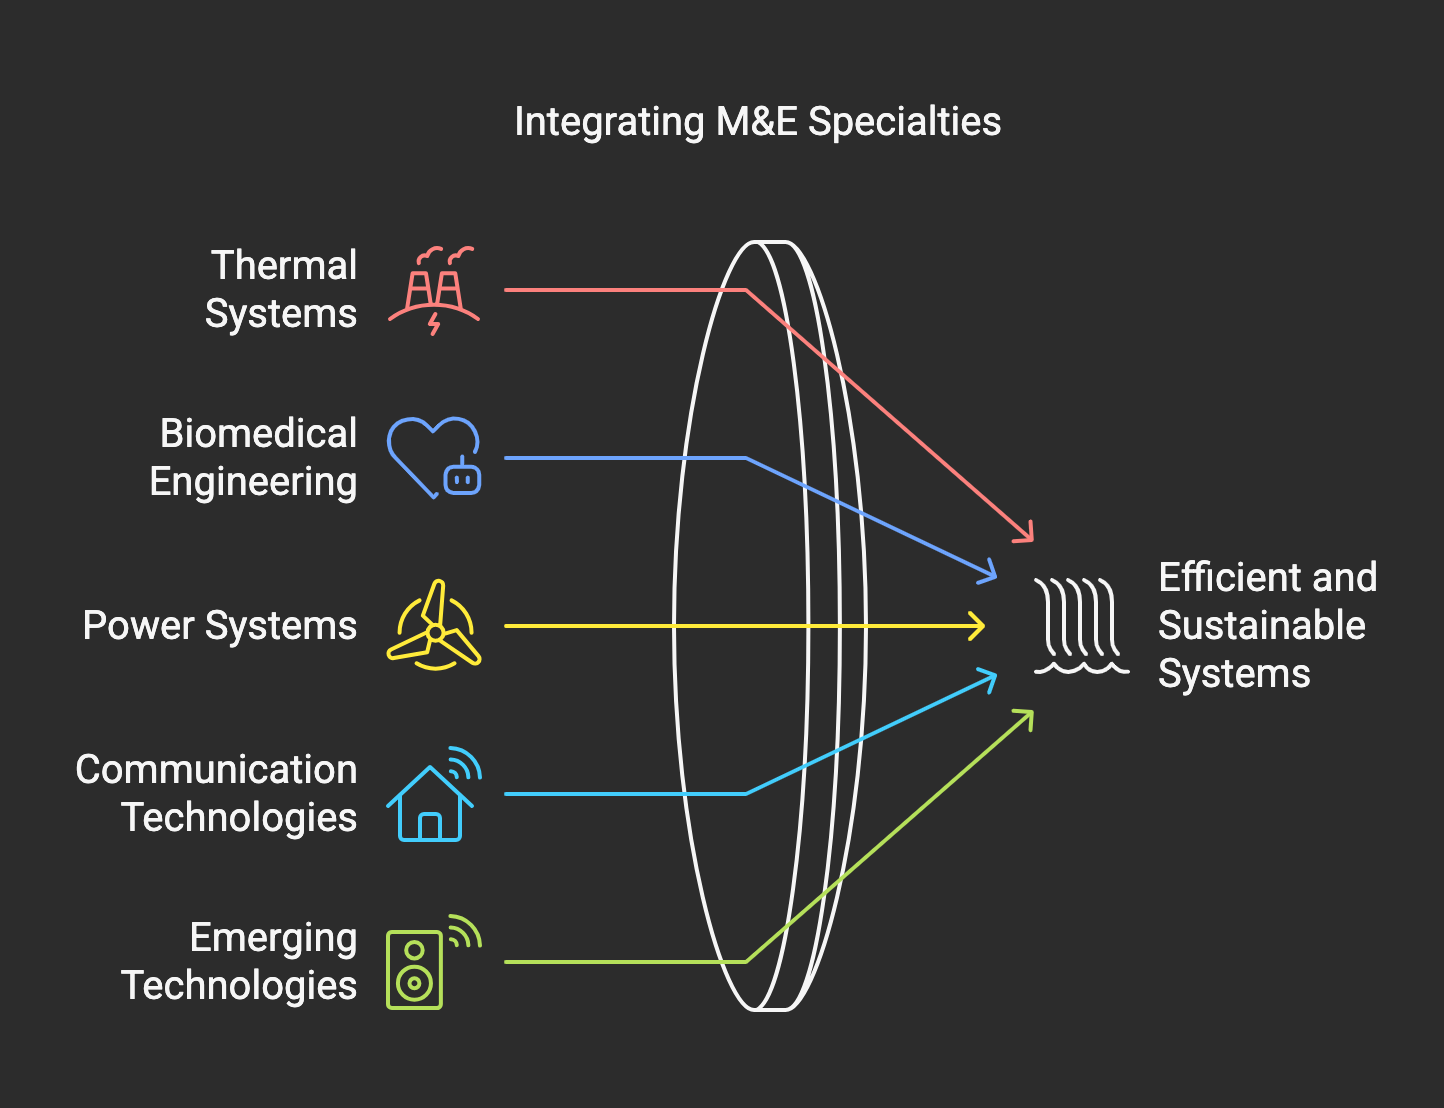 Integrating M&E Specialties
Thermal
Systems
Biomedical
Engineering
Power Systems
Communication
Technologies
Emerging
Technologies
Efficient and
Sustainable
Systems